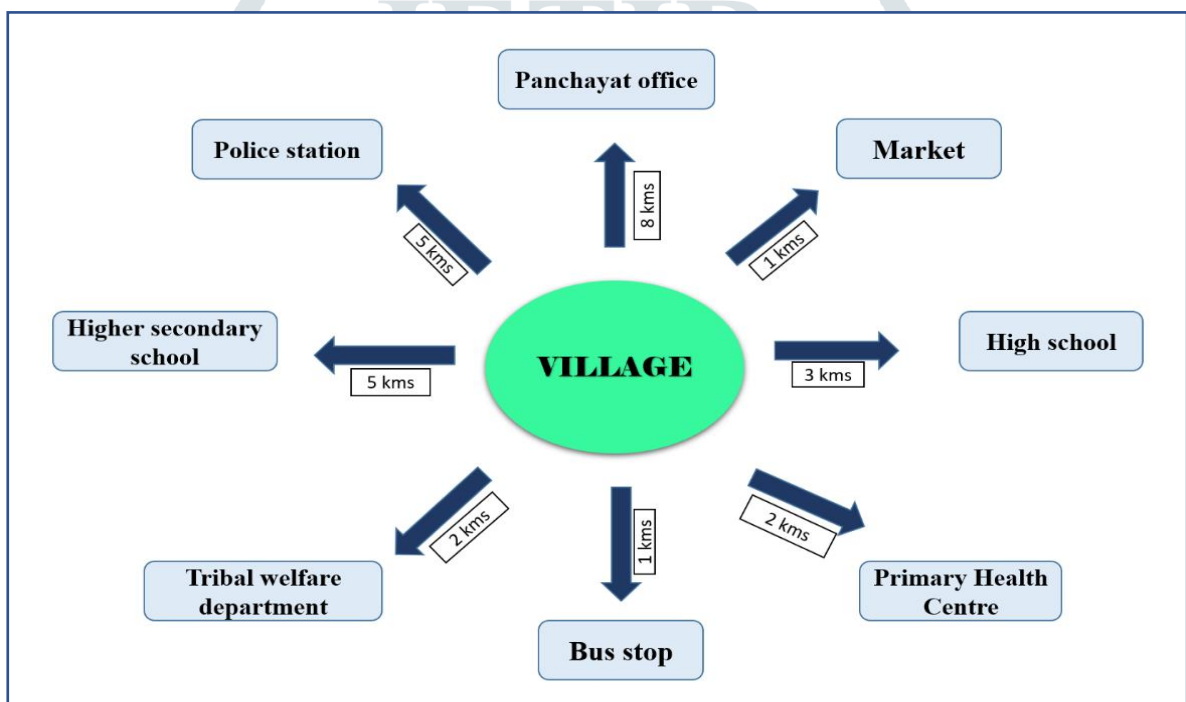 Panchayat office
Police station
Market
8 kms
5 kms
1 kms
Higher secondary
school
VILLAGE
High school
5 kms
3 kms
2 kms
1 kms
2 kms
Tribal welfare
department
Primary Health
Centre
Bus stop